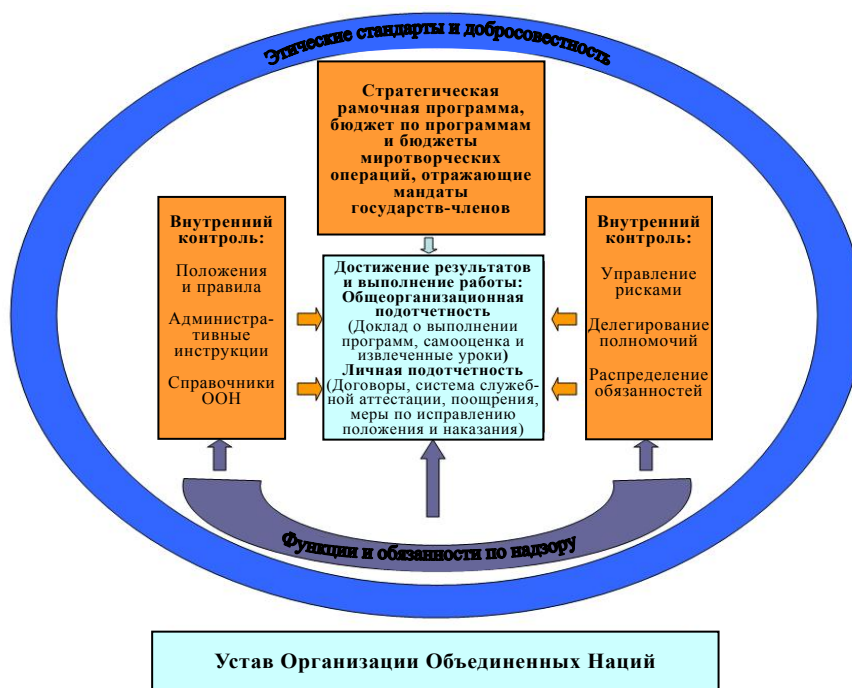 Этические стандарты и добросовестность
Стратегическая
рамочная программа,
бюджет по программам
и бюджеты
миротворческих
операций, отражающие
мандаты
государств-членов
Внутренний
контроль:
Положения
и правила
Администра-
тивные
инструкции
Справочники
ООН
Достижение результатов
и выполнение работы:
Общеорганизационная
подотчетность
(Доклад о выполнении
программ, самооценка и
извлеченные уроки)
Личная подотчетность
(Договоры, система служеб-
ной аттестации, поощрения,
меры по исправлению
положения и наказания)
Внутренний
контроль:
Управление
рисками
Делегирование
полномочий
Распределение
обязанностей
Функции и обязанности по надзору
Устав Организации Объединенных Наций